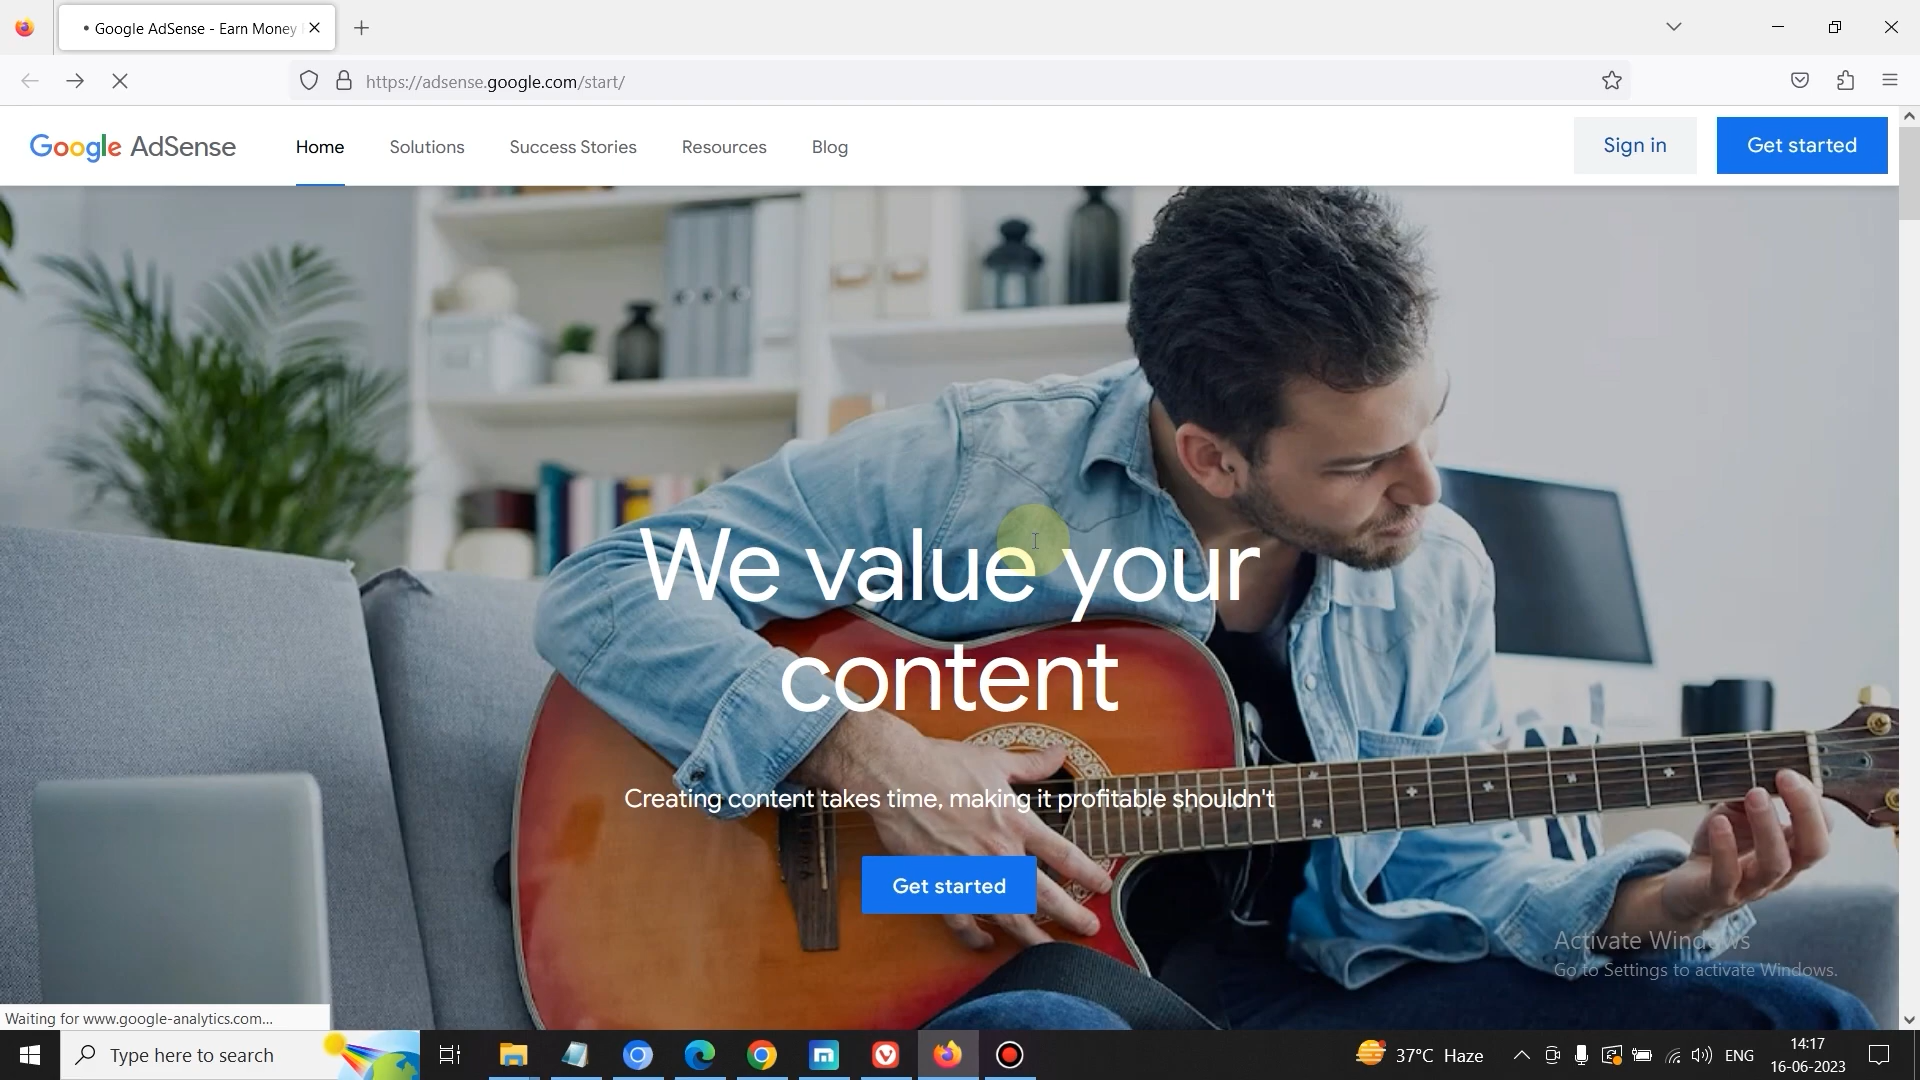 Google AdSense - Earn Money
https://adsense.google.com/start/
Google AdSense
Home
Solutions
Success Stories
Resources
Blog
Sign in
Get started
We value your
content
Creating content takes time, making it profitable shouldn't
Get started
Activate Windows
Go to Settings to activate Windows.
Waiting for www.google-analytics.com...
Type here to search
37°C Haze
ENG
14:17
16-06-2023